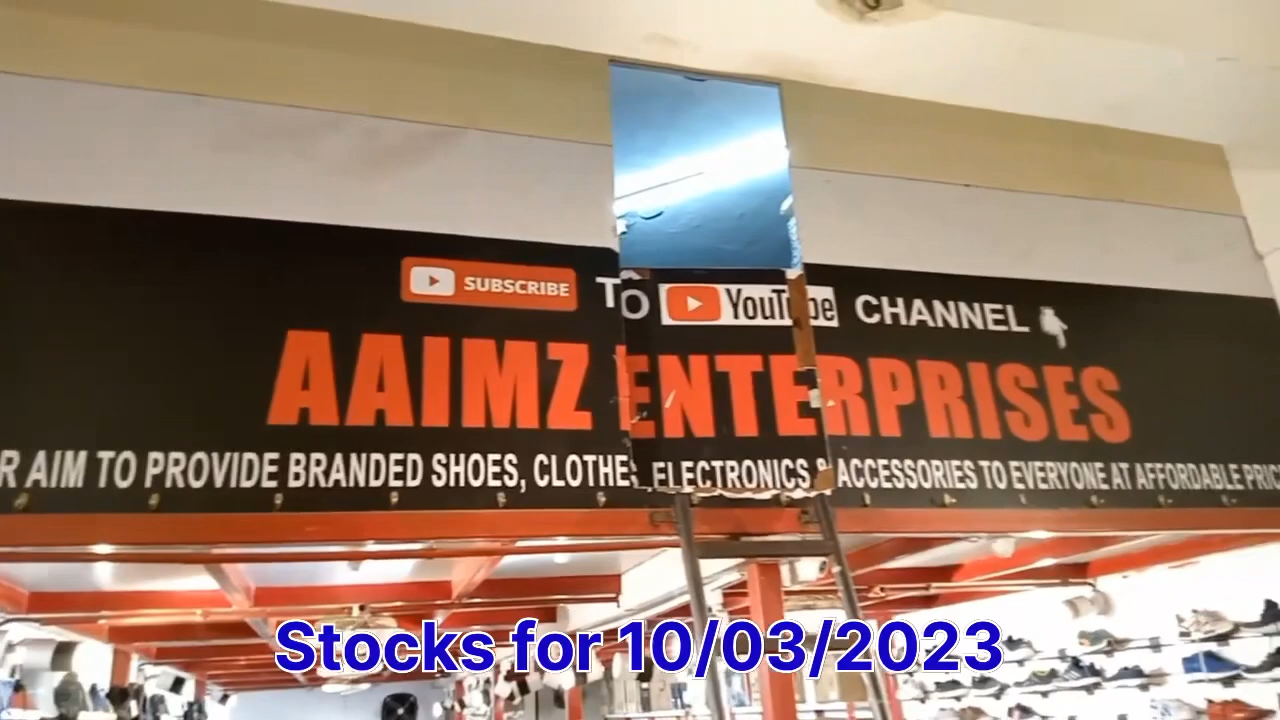 SUBSCRIBE TO YouTube CHANNEL
AAIMZ ENTERPRISES
R AIM TO PROVIDE BRANDED SHOES, CLOTHES, ELECTRONICS & ACCESSORIES TO EVERYONE AT AFFORDABLE PRIC
Stocks for 10/03/2023